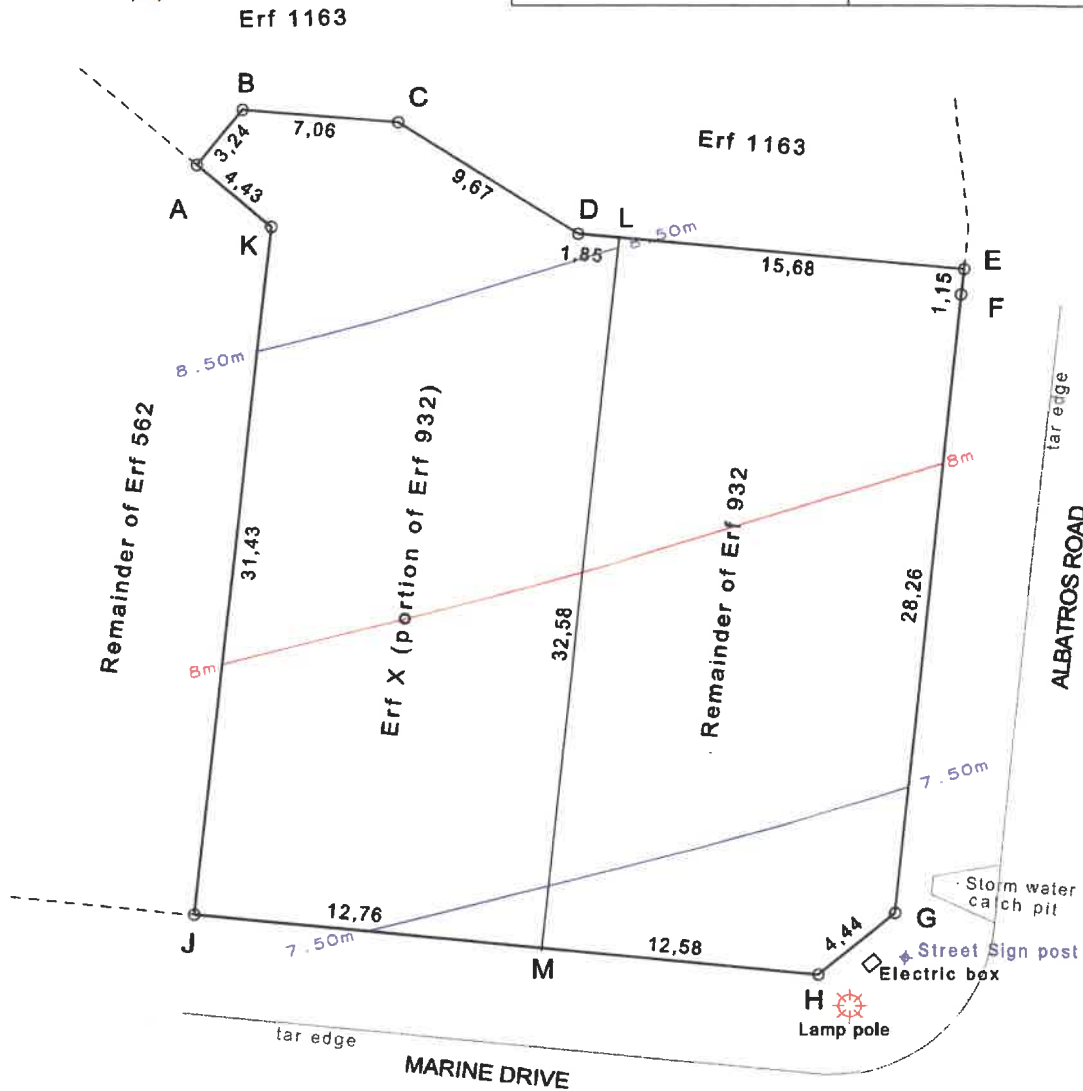 Erf 1163
B
C
7,06
3,24
Erf 1163
A
4,43
9,67
K
D
L
8.50m
1,85
15,68
E
1,15
F
8.50m
Remainder of Erf 562
tar edge
Erf X (portion of Erf 932)
8m
Remainder of Erf 932
31,43
28,26
ALBATROS ROAD
32,58
8m
7.50m
Storm water
catch pit
12,76
J
7.50m
M
12,58
4,44
G
Street Sign post
Electric box
H
Lamp pole
tar edge
MARINE DRIVE